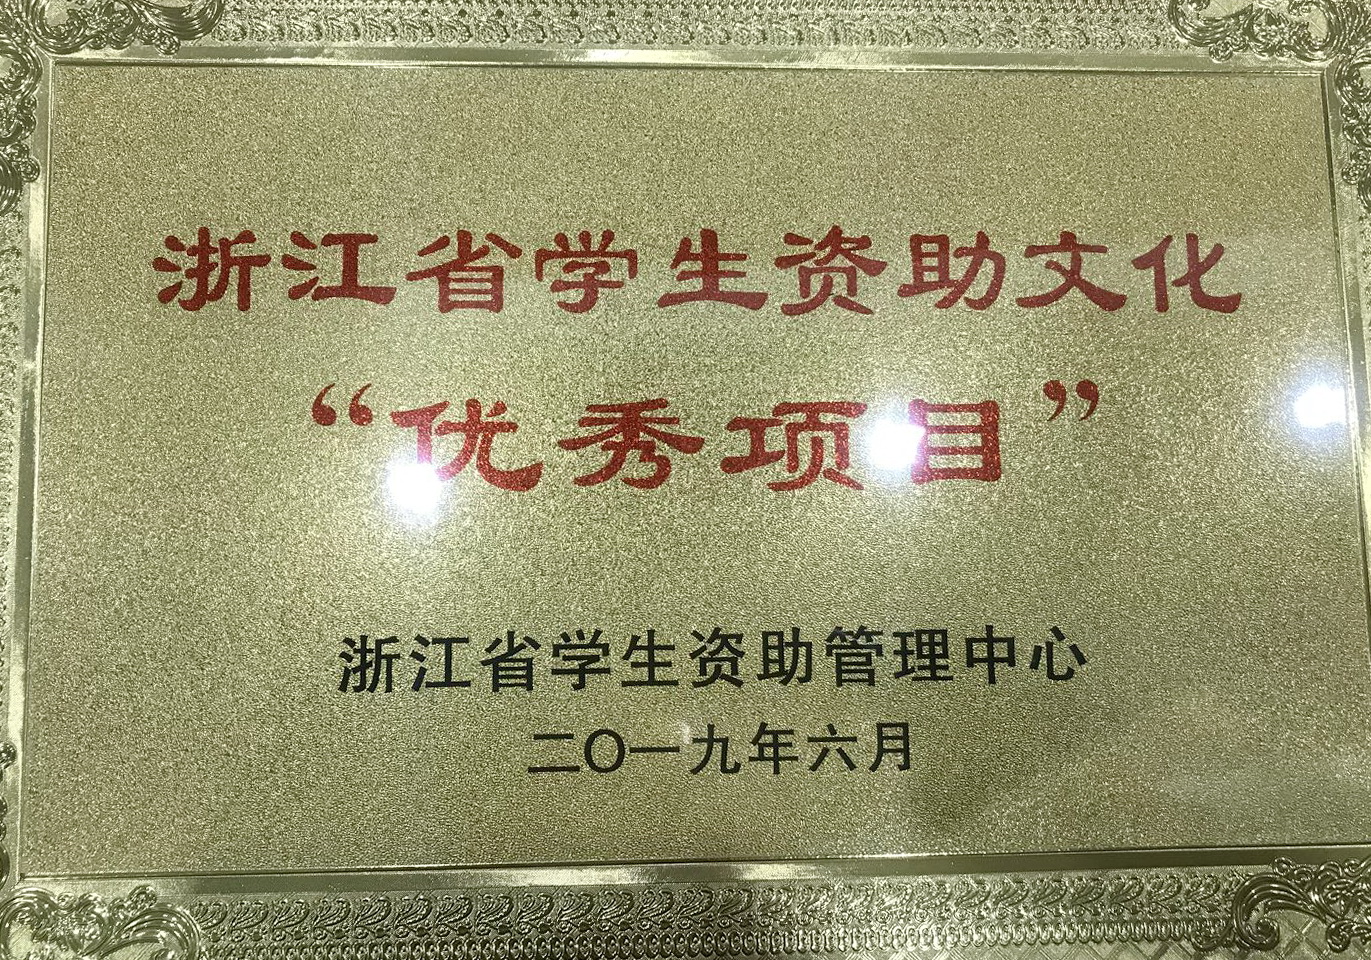 浙江省学生资助文化
“优秀项目”
浙江省学生资助管理中心
二〇一九年六月